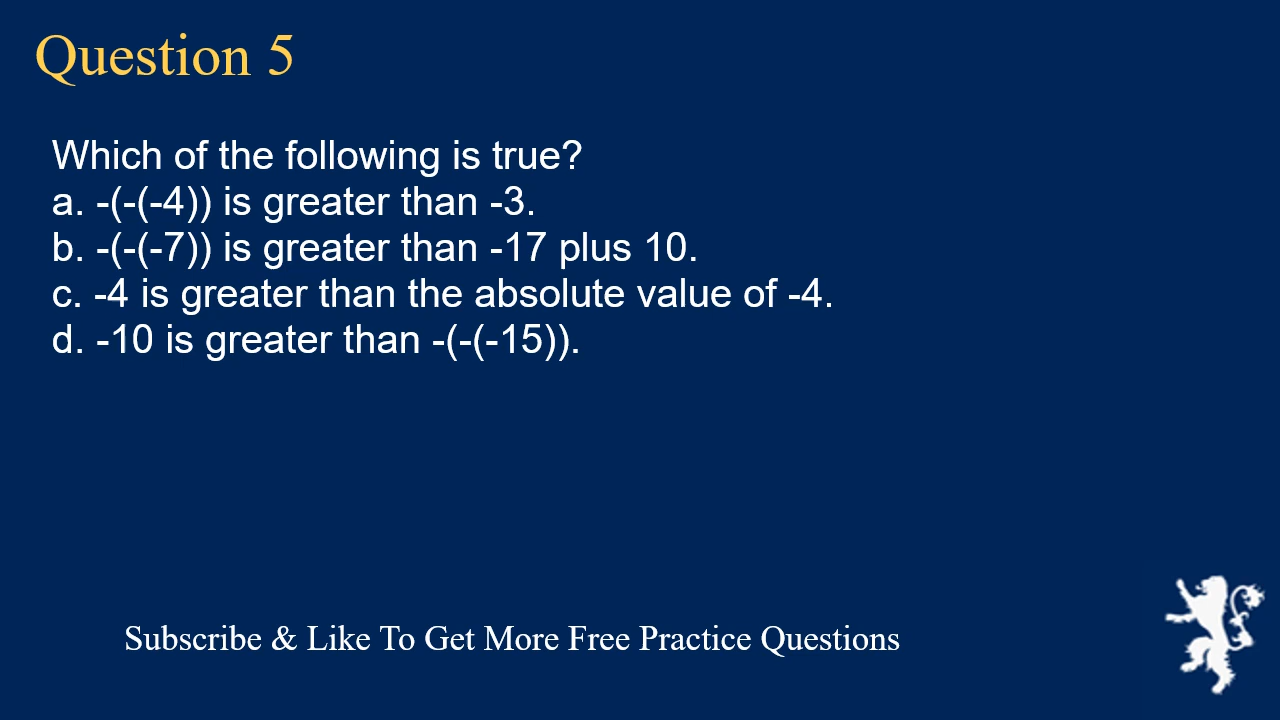 Question 5
Which of the following is true?
a. -(-(-4)) is greater than -3.
b. -(-(-7)) is greater than -17 plus 10.
c. -4 is greater than the absolute value of -4.
d. -10 is greater than -(-(-15)).
Subscribe & Like To Get More Free Practice Questions